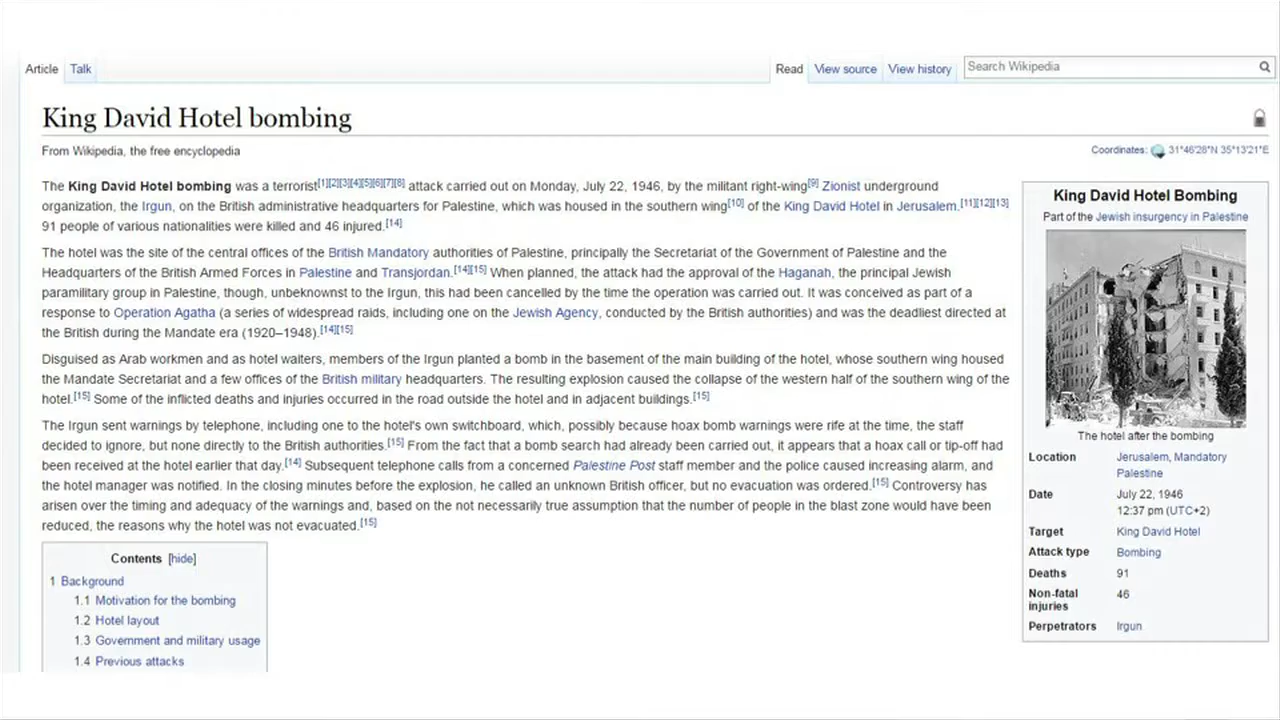 Article Talk Read View source View history Search Wikipedia
King David Hotel bombing
From Wikipedia, the free encyclopedia
Coordinates: 31°46′28″N 35°13′21″E
The King David Hotel bombing was a terrorist[1][2][3][4][5][6][7][8] attack carried out on Monday, July 22, 1946, by the militant right-wing[9] Zionist underground
organization, the Irgun, on the British administrative headquarters for Palestine, which was housed in the southern wing[10] of the King David Hotel in Jerusalem.[11][12][13]
91 people of various nationalities were killed and 46 injured.[14]
The hotel was the site of the central offices of the British Mandatory authorities of Palestine, principally the Secretariat of the Government of Palestine and the
Headquarters of the British Armed Forces in Palestine and Transjordan.[14][15] When planned, the attack had the approval of the Haganah, the principal Jewish
paramilitary group in Palestine, though, unbeknownst to the Irgun, this had been cancelled by the time the operation was carried out. It was conceived as part of a
response to Operation Agatha (a series of widespread raids, including one on the Jewish Agency, conducted by the British authorities) and was the deadliest directed at
the British during the Mandate era (1920–1948).[14][15]
Disguised as Arab workmen and as hotel waiters, members of the Irgun planted a bomb in the basement of the main building of the hotel, whose southern wing housed
the Mandate Secretariat and a few offices of the British military headquarters. The resulting explosion caused the collapse of the western half of the southern wing of the
hotel.[15] Some of the inflicted deaths and injuries occurred in the road outside the hotel and in adjacent buildings.[15]
The Irgun sent warnings by telephone, including one to the hotel's own switchboard, which, possibly because hoax bomb warnings were rife at the time, the staff
decided to ignore, but none directly to the British authorities.[15] From the fact that a bomb search had already been carried out, it appears that a hoax call or tip-off had
been received at the hotel earlier that day.[14] Subsequent telephone calls from a concerned Palestine Post staff member and the police caused increasing alarm, and
the hotel manager was notified. In the closing minutes before the explosion, he called an unknown British officer, but no evacuation was ordered.[15] Controversy has
arisen over the timing and adequacy of the warnings and, based on the not necessarily true assumption that the number of people in the blast zone would have been
reduced, the reasons why the hotel was not evacuated.[15]
Contents [hide]
1 Background
1.1 Motivation for the bombing
1.2 Hotel layout
1.3 Government and military usage
1.4 Previous attacks
King David Hotel Bombing
Part of the Jewish insurgency in Palestine
The hotel after the bombing
Location Jerusalem, Mandatory
Palestine
Date July 22, 1946
12:37 pm (UTC+2)
Target King David Hotel
Attack type Bombing
Deaths 91
Non-fatal 46
injuries
Perpetrators Irgun